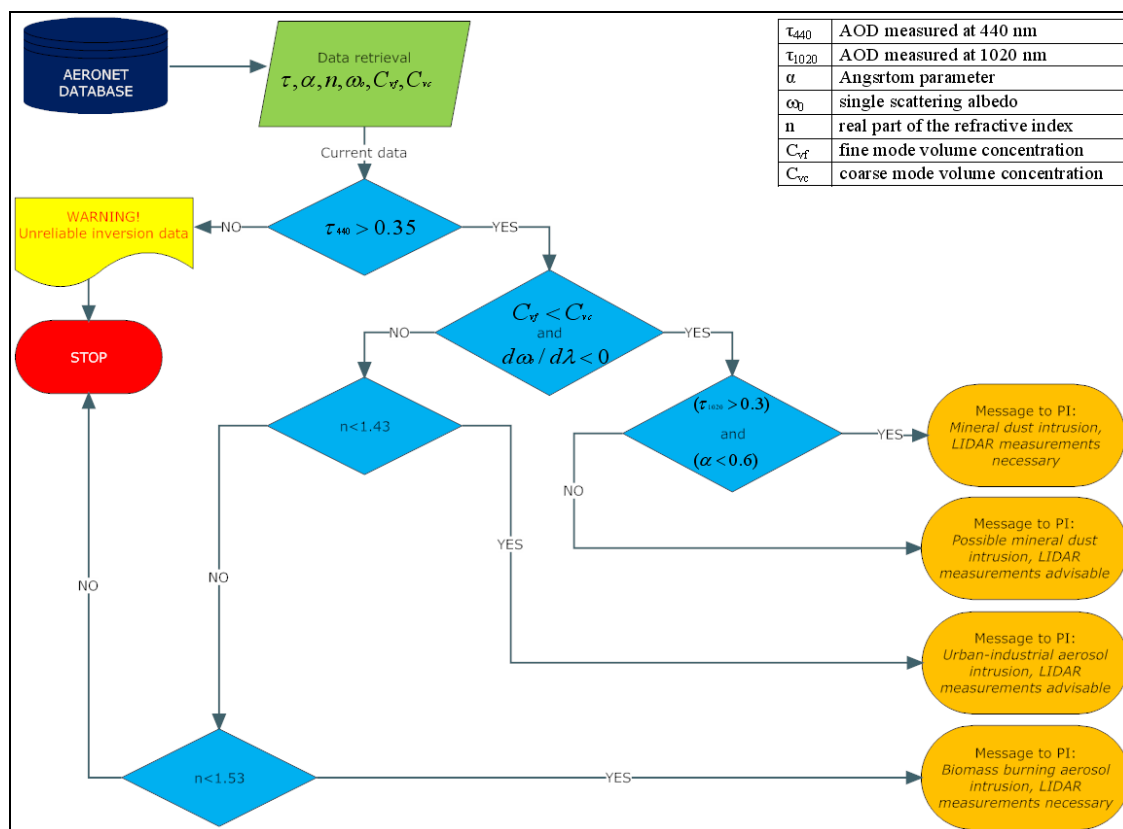 AERONET
DATABASE
Data retrieval
τ, α, n, ω₀, C_vf, C_vc
τ₄₄₀ AOD measured at 440 nm
τ₁₀₂₀ AOD measured at 1020 nm
α Angsrtom parameter
ω₀ single scattering albedo
n real part of the refractive index
C_vf fine mode volume concentration
C_vc coarse mode volume concentration
Current data
WARNING!
Unreliable inversion data
NO
τ₄₄₀ > 0.35
YES
STOP
NO
C_vf < C_vc
and
dω₀ / dλ < 0
YES
n<1.43
(τ₁₀₂₀ > 0.3)
and
(α < 0.6)
YES
Message to PI:
Mineral dust intrusion,
LIDAR measurements
necessary
NO
Message to PI:
Possible mineral dust
intrusion, LIDAR
measurements advisable
YES
NO
NO
Message to PI:
Urban-industrial aerosol
intrusion, LIDAR
measurements advisable
n<1.53
YES
Message to PI:
Biomass burning aerosol
intrusion, LIDAR
measurements necessary